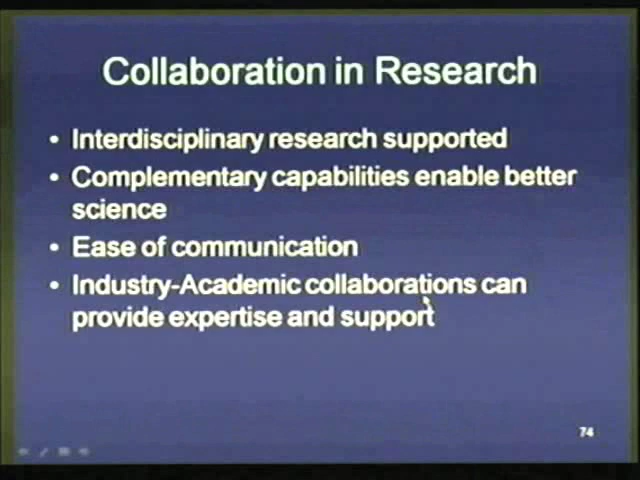 Collaboration in Research
• Interdisciplinary research supported
• Complementary capabilities enable better
science
• Ease of communication
• Industry-Academic collaborations can
provide expertise and support
74